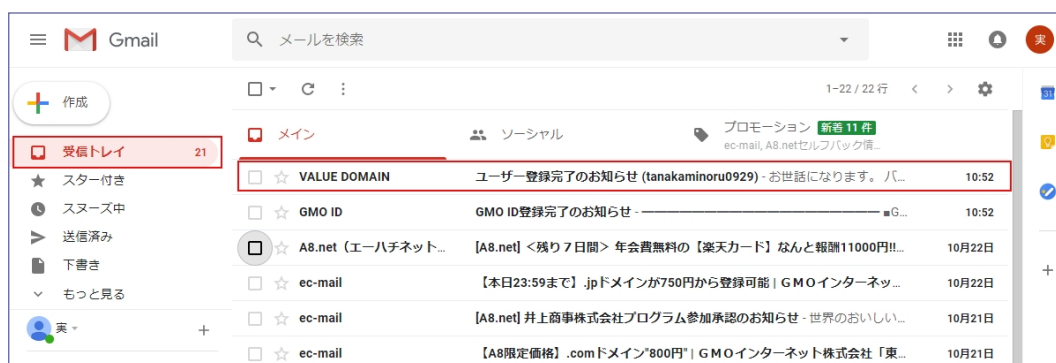 Gmail
メールを検索
実
作成
1–22 / 22 行
31
メイン
ソーシャル
プロモーション 新着 11 件
ec-mail, A8.netセルフバック情...
受信トレイ 21
スター付き
スヌーズ中
送信済み
下書き
もっと見る
実
VALUE DOMAIN ユーザー登録完了のお知らせ (tanakaminoru0929) - お世話になります。 バ... 10:52
GMO ID GMO ID登録完了のお知らせ - ━━━━━━━━━━━━━━━━━━━━ ■G... 10:52
A8.net（エーハチネット... [A8.net] ＜残り７日間＞ 年会費無料の【楽天カード】なんと報酬11000円!!... 10月22日
ec-mail 【本日23:59まで】.jpドメインが750円から登録可能 | ＧＭＯインターネッ... 10月22日
ec-mail [A8.net] 井上商事株式会社プログラム参加承認のお知らせ - 世界のおいしい... 10月21日
ec-mail 【A8限定価格】.comドメイン"800円" | ＧＭＯインターネット株式会社「東... 10月21日